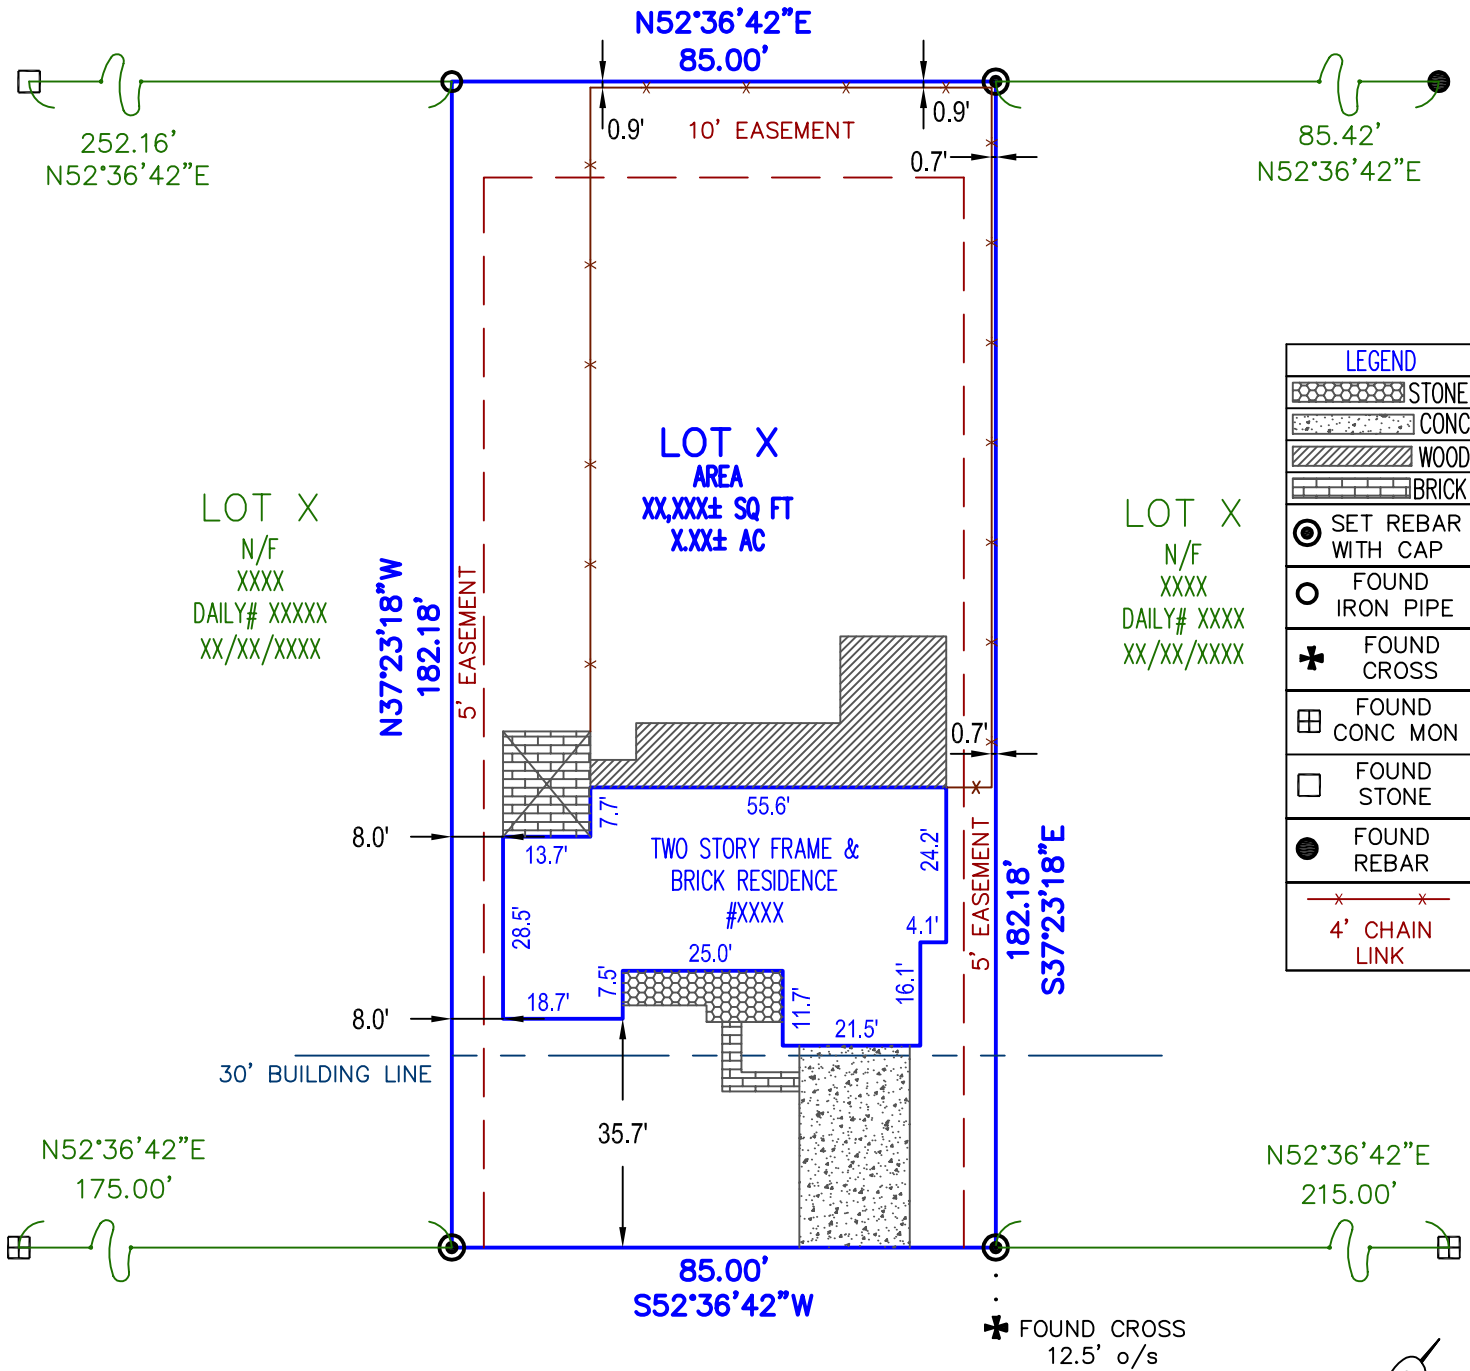 N52°36'42"E
85.00'
252.16'
N52°36'42"E
0.9'
10' EASEMENT
0.9'
0.7'
85.42'
N52°36'42"E
LOT X
AREA
XX,XXX± SQ FT
X.XX± AC
LOT X
N/F
XXXX
DAILY# XXXXX
XX/XX/XXXX
LOT X
N/F
XXXX
DAILY# XXXX
XX/XX/XXXX
N37°23'18"W
182.18'
5' EASEMENT
0.7'
7.7'
55.6'
8.0'
13.7'
TWO STORY FRAME &
BRICK RESIDENCE
#XXXX
24.2'
28.5'
4.1'
25.0'
7.5'
18.7'
8.0'
11.7'
16.1'
21.5'
5' EASEMENT
182.18'
S37°23'18"E
30' BUILDING LINE
35.7'
N52°36'42"E
175.00'
N52°36'42"E
215.00'
85.00'
S52°36'42"W
FOUND CROSS
12.5' o/s
LEGEND
STONE
CONC
WOOD
BRICK
SET REBAR
WITH CAP
FOUND
IRON PIPE
FOUND
CROSS
FOUND
CONC MON
FOUND
STONE
FOUND
REBAR
4' CHAIN
LINK